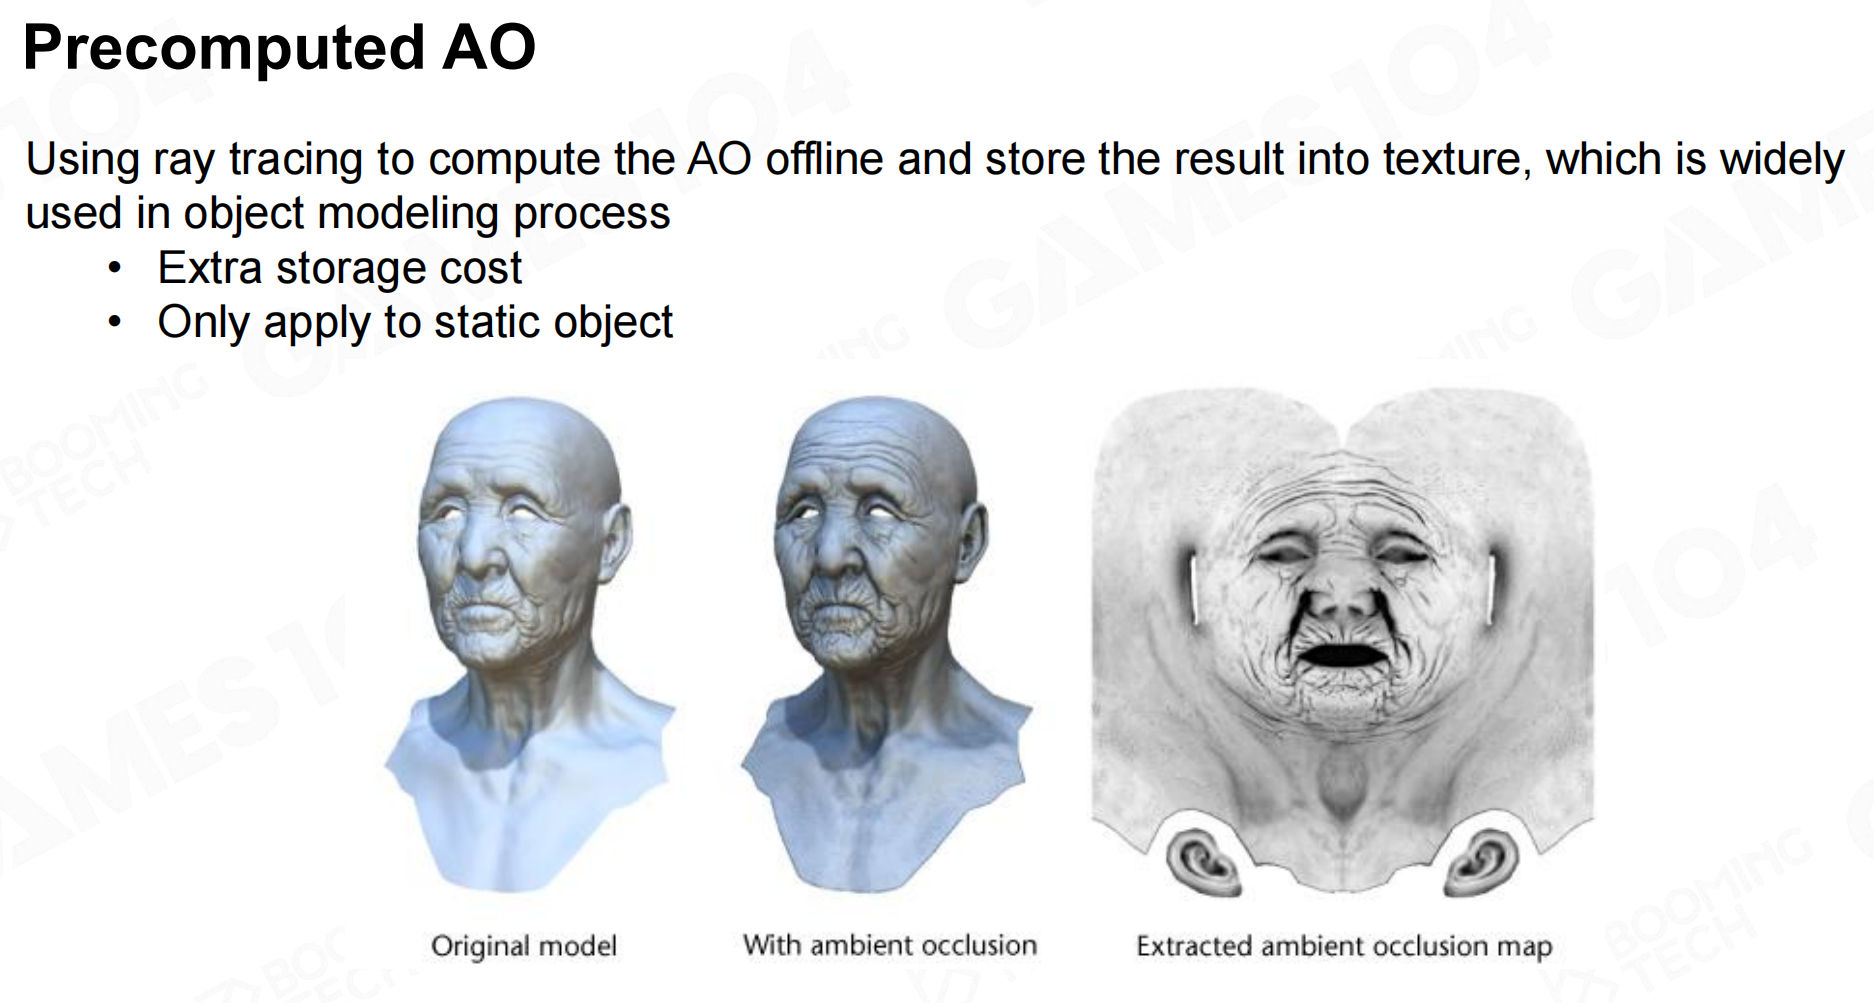 Precomputed AO
Using ray tracing to compute the AO offline and store the result into texture, which is widely
used in object modeling process
• Extra storage cost
• Only apply to static object
Original model
With ambient occlusion
Extracted ambient occlusion map
GAMES104
BOOMING
TECH